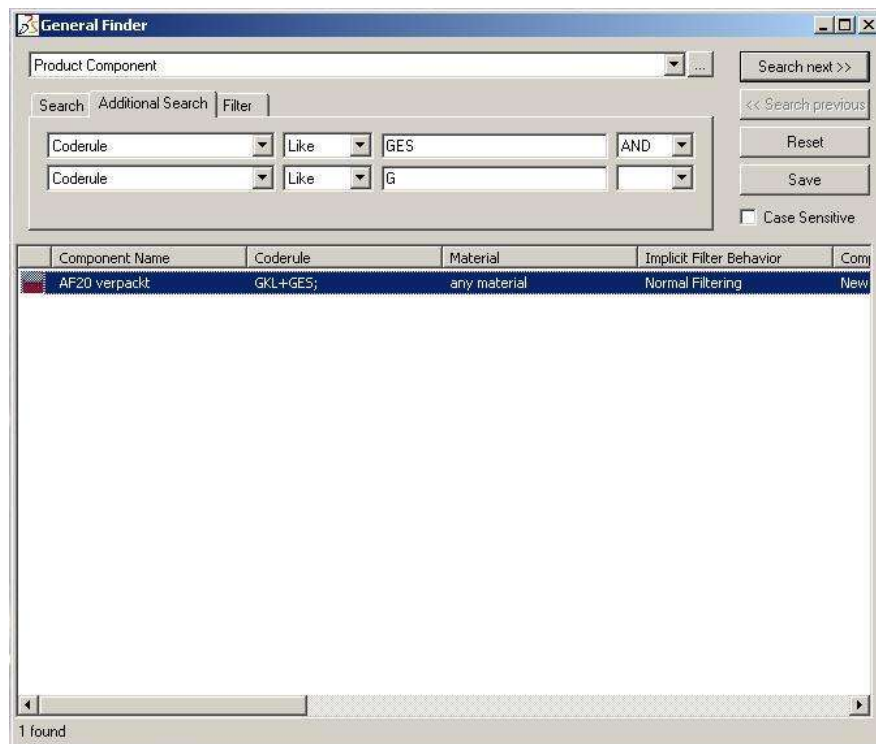 General Finder
Product Component
...
Search next >>
Search Additional Search Filter
<< Search previous
Coderule Like GES AND
Reset
Coderule Like G
Save
Case Sensitive
Component Name Coderule Material Implicit Filter Behavior
AF20 verpackt GKL+GES; any material Normal Filtering New
1 found